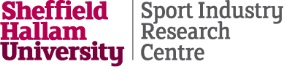 Sheffield
Hallam
University
Sport Industry
Research
Centre